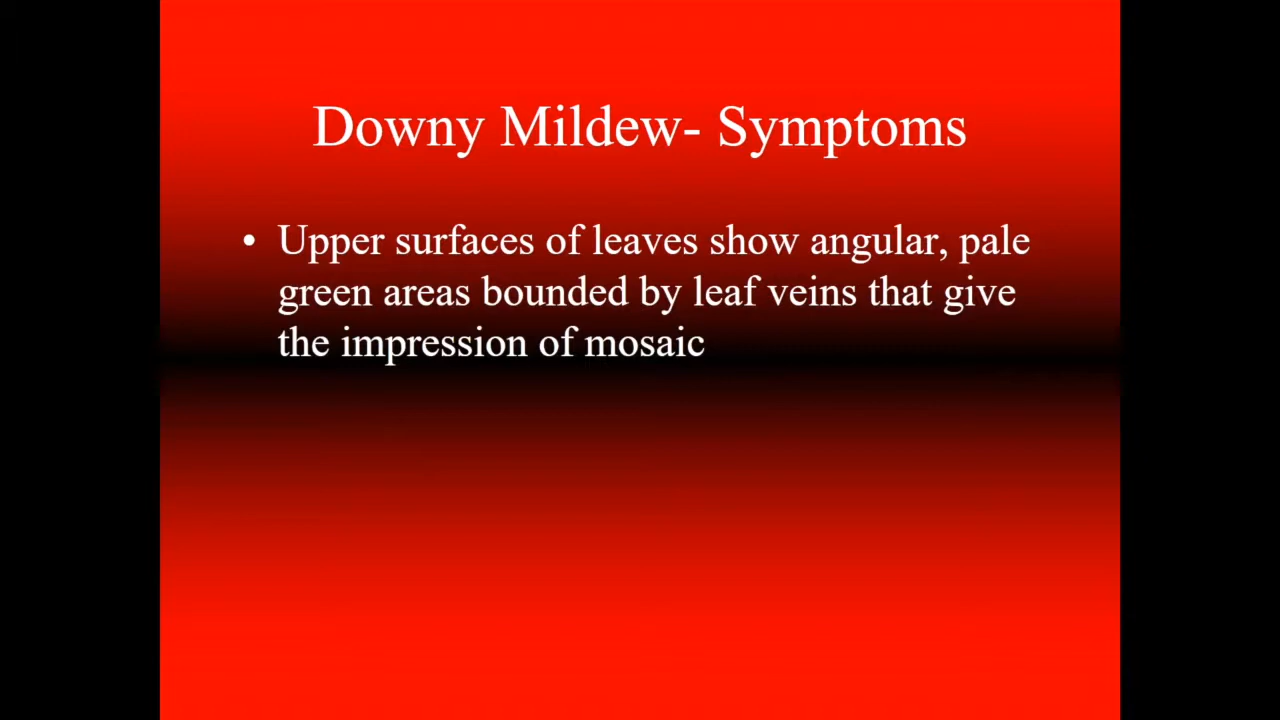 Downy Mildew- Symptoms
• Upper surfaces of leaves show angular, pale
green areas bounded by leaf veins that give
the impression of mosaic